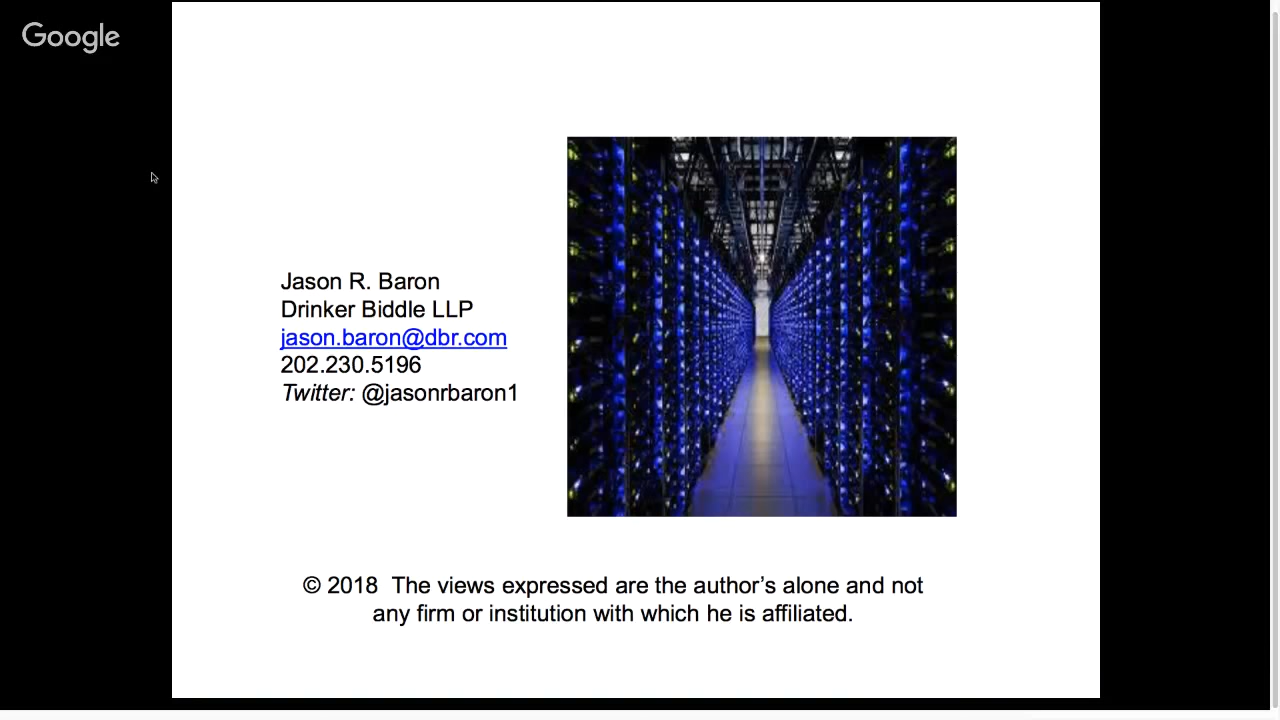 Google
Jason R. Baron
Drinker Biddle LLP
jason.baron@dbr.com
202.230.5196
Twitter: @jasonrbaron1
© 2018 The views expressed are the author’s alone and not
any firm or institution with which he is affiliated.